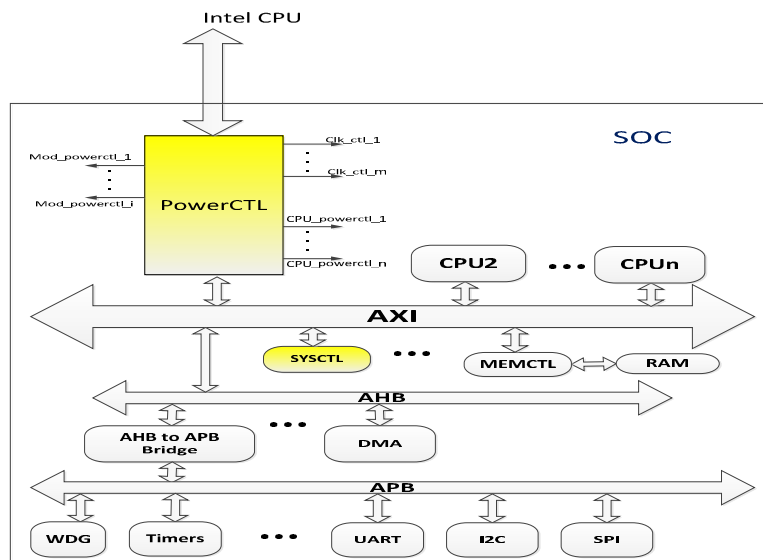 Intel CPU
SOC
Clk_ctl_1
Mod_powerctl_1
Clk_ctl_m
Mod_powerctl_i
PowerCTL
CPU_powerctl_1
CPU_powerctl_n
CPU2
CPUn
AXI
SYSCTL
MEMCTL
RAM
AHB
AHB to APB
Bridge
DMA
APB
WDG
Timers
UART
I2C
SPI